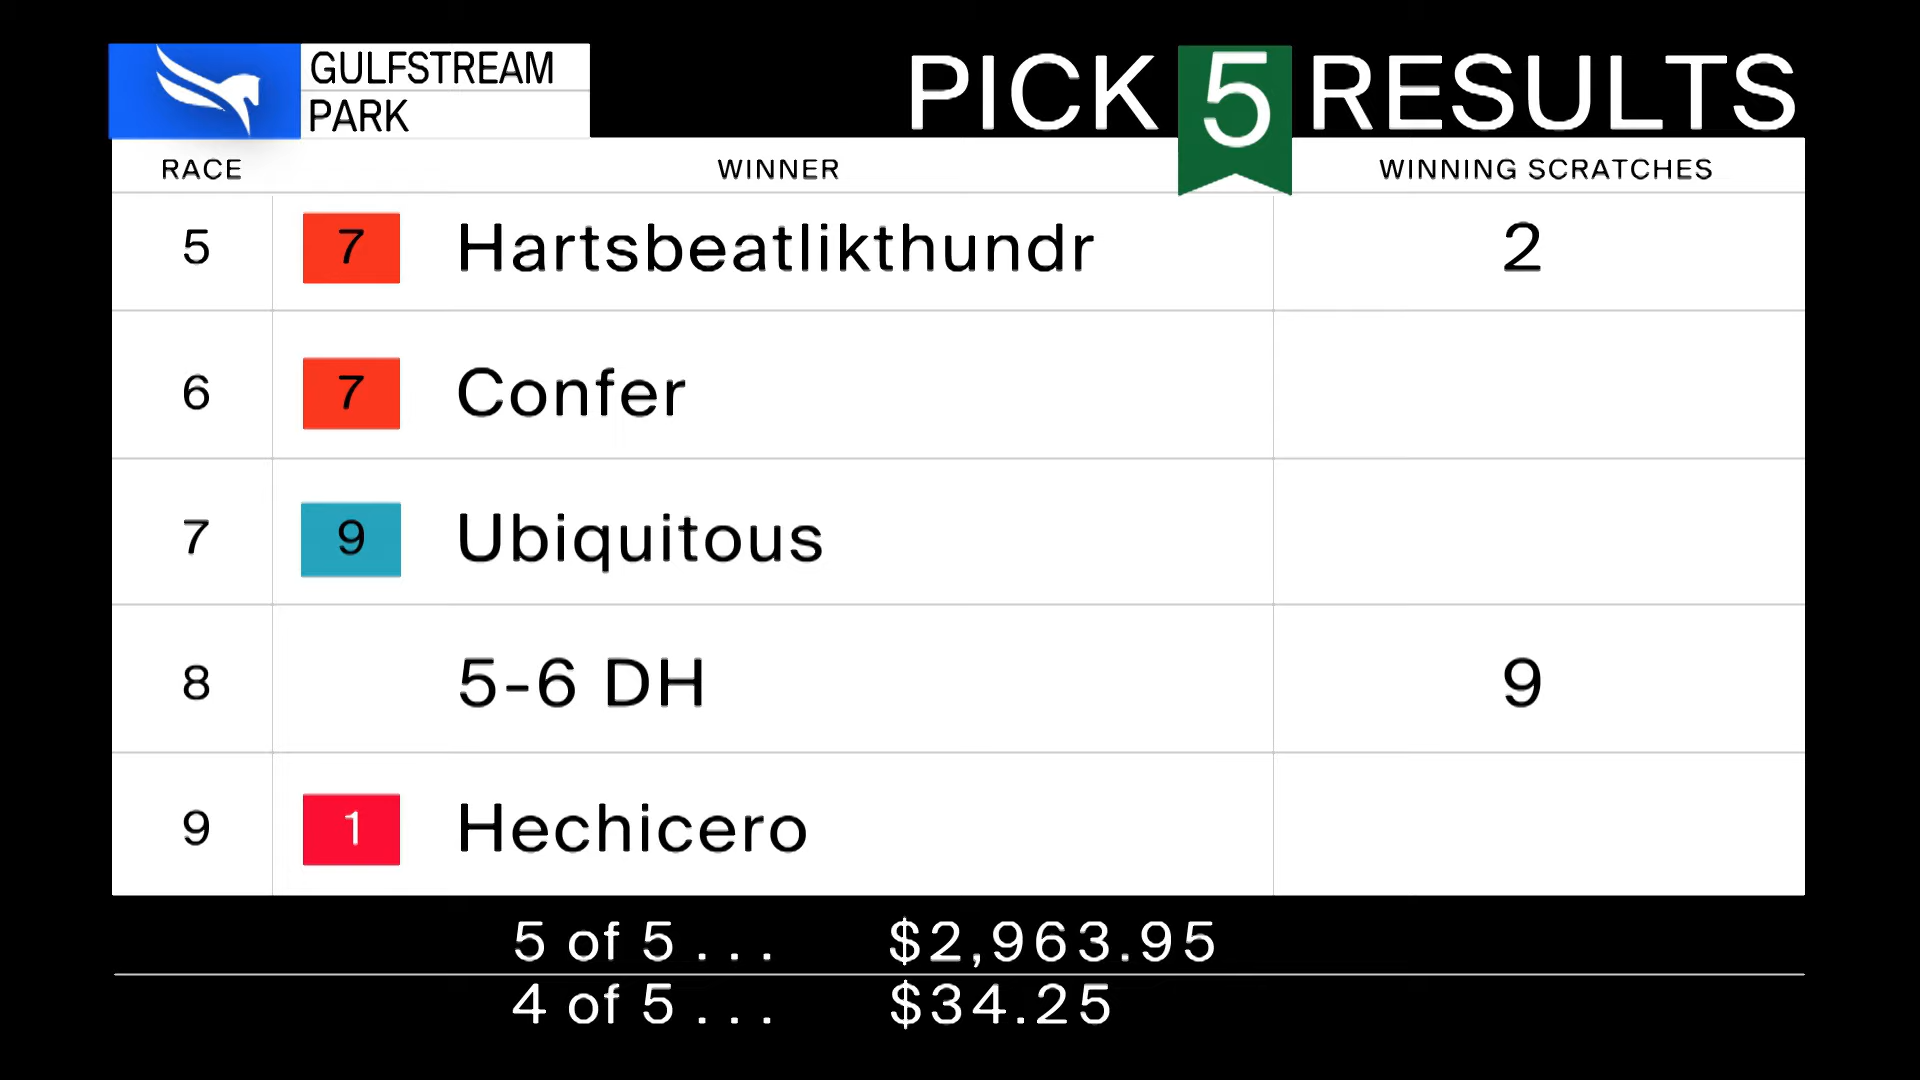 GULFSTREAM
PARK
PICK 5 RESULTS
RACE WINNER WINNING SCRATCHES
5 7 Hartsbeatlikthundr 2
6 7 Confer
7 9 Ubiquitous
8 5-6 DH 9
9 1 Hechicero
5 of 5 . . . $2,963.95
4 of 5 . . . $34.25